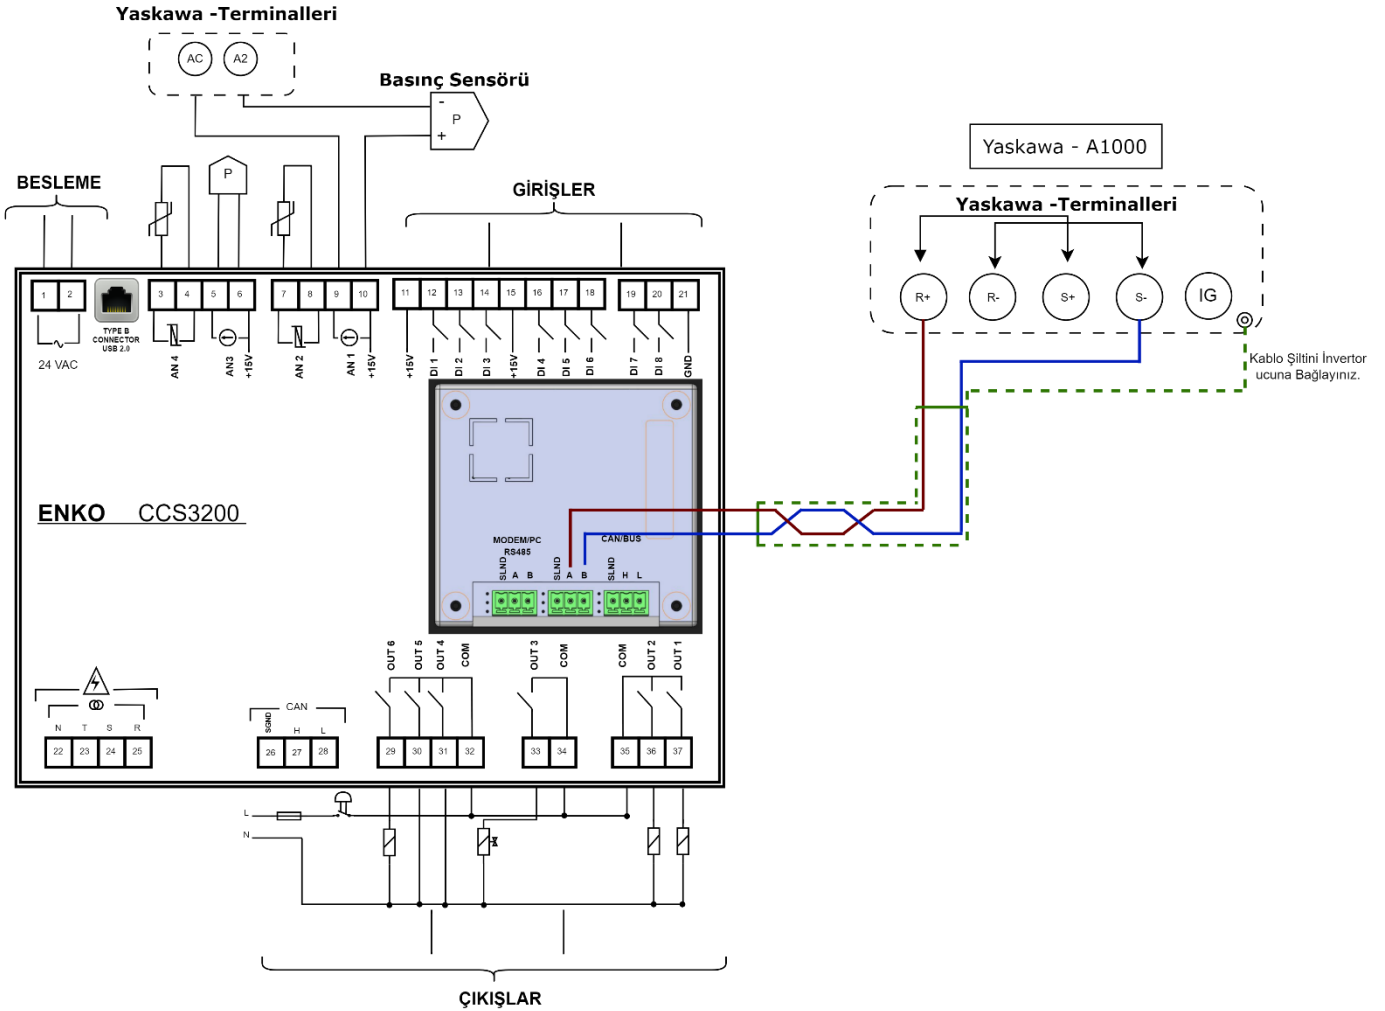 Yaskawa -Terminalleri
AC
A2
Basınç Sensörü
-
P
+
Yaskawa - A1000
BESLEME
P
GİRİŞLER
Yaskawa -Terminalleri
1
2
TYPE B
CONNECTOR
USB 2.0
3
4
5
6
7
8
9
10
11
12
13
14
15
16
17
18
19
20
21
R+
R-
S+
S-
IG
24 VAC
AN 4
AN3
+15V
AN 2
AN 1
+15V
+15V
DI 1
DI 2
DI 3
+15V
DI 4
DI 5
DI 6
DI 7
DI 8
GND
Kablo Şiltini İnvertor
ucuna Bağlayınız.
ENKO CCS3200
MODEM/PC
RS485
CAN/BUS
SLND
A
B
SLND
A
B
SLND
H
L
OUT 6
OUT 5
OUT 4
COM
OUT 3
COM
COM
OUT 2
OUT 1
N
T
S
R
CAN
SGND
H
L
22
23
24
25
26
27
28
29
30
31
32
33
34
35
36
37
L
N
ÇIKIŞLAR